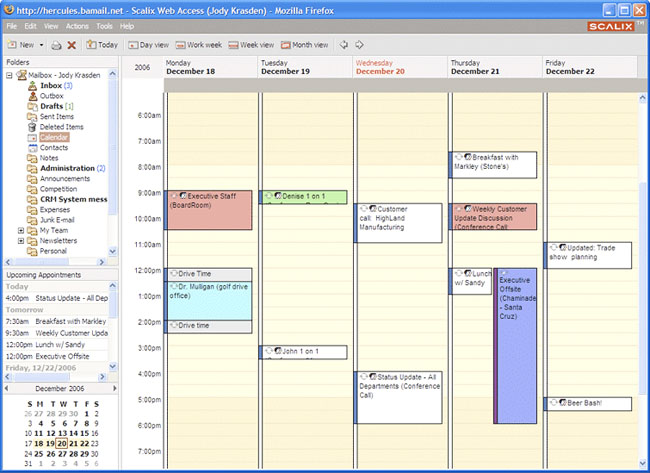 http://hercules.bamail.net - Scalix Web Access (Jody Krasden) - Mozilla Firefox
File Edit View Actions Tools Help
SCALIX™
New Today Day view Work week Week view Month view
Folders
Mailbox - Jody Krasden
Inbox (3)
Outbox
Drafts [1]
Sent Items
Deleted Items
Calendar
Contacts
Notes
Administration (2)
Announcements
Competition
CRM System mess
Expenses
Junk E-mail
My Team
Newsletters
Personal
Upcoming Appointments
Today
4:00pm Status Update - All Dep
Tomorrow
7:30am Breakfast with Markley
9:30am Weekly Customer Upda
12:00pm Lunch w/ Sandy
12:00pm Executive Offsite
Friday, 12/22/2006
December 2006
S M T W T F S
26 27 28 29 30 1 2
3 4 5 6 7 8 9
10 11 12 13 14 15 16
17 18 19 20 21 22 23
24 25 26 27 28 29 30
31 1 2 3 4 5 6
2006
Monday
December 18
Tuesday
December 19
Wednesday
December 20
Thursday
December 21
Friday
December 22
6:00am
7:00am
8:00am
9:00am
10:00am
11:00am
12:00pm
1:00pm
2:00pm
3:00pm
4:00pm
5:00pm
6:00pm
7:00pm
Executive Staff
(BoardRoom)
Drive Time
Dr. Mulligan (golf drive
office)
Drive time
Denise 1 on 1
John 1 on 1
Customer
call HighLand
Manufacturing
Status Update - All
Departments (Conference
Call)
Breakfast with
Markley (Stone's)
Weekly Customer
Update Discussion
(Conference Call:
Lunch
w/ Sandy
Executive
Offsite
(Chaminade
- Santa
Cruz)
Updated: Trade
show planning
Beer Bash!